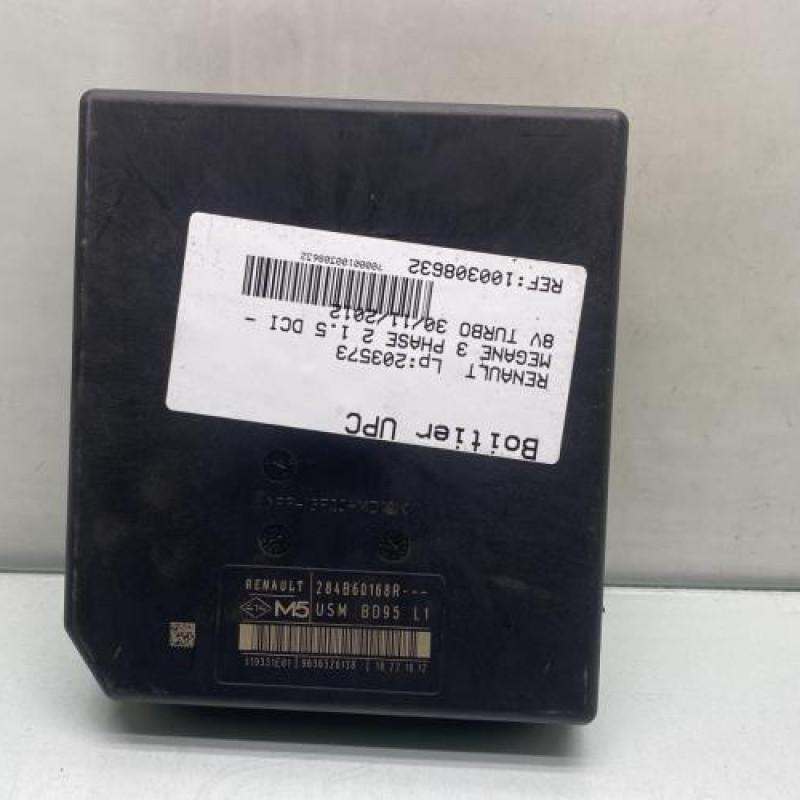 Boitier UPC
Lp:203573
RENAULT
MEGANE 3 PHASE 2 1.5 DCI -
8V TURBO 30/11/2012
70000100308632
REF:100308632
RENAULT 284B60168R---
M5 USM BD95 L1